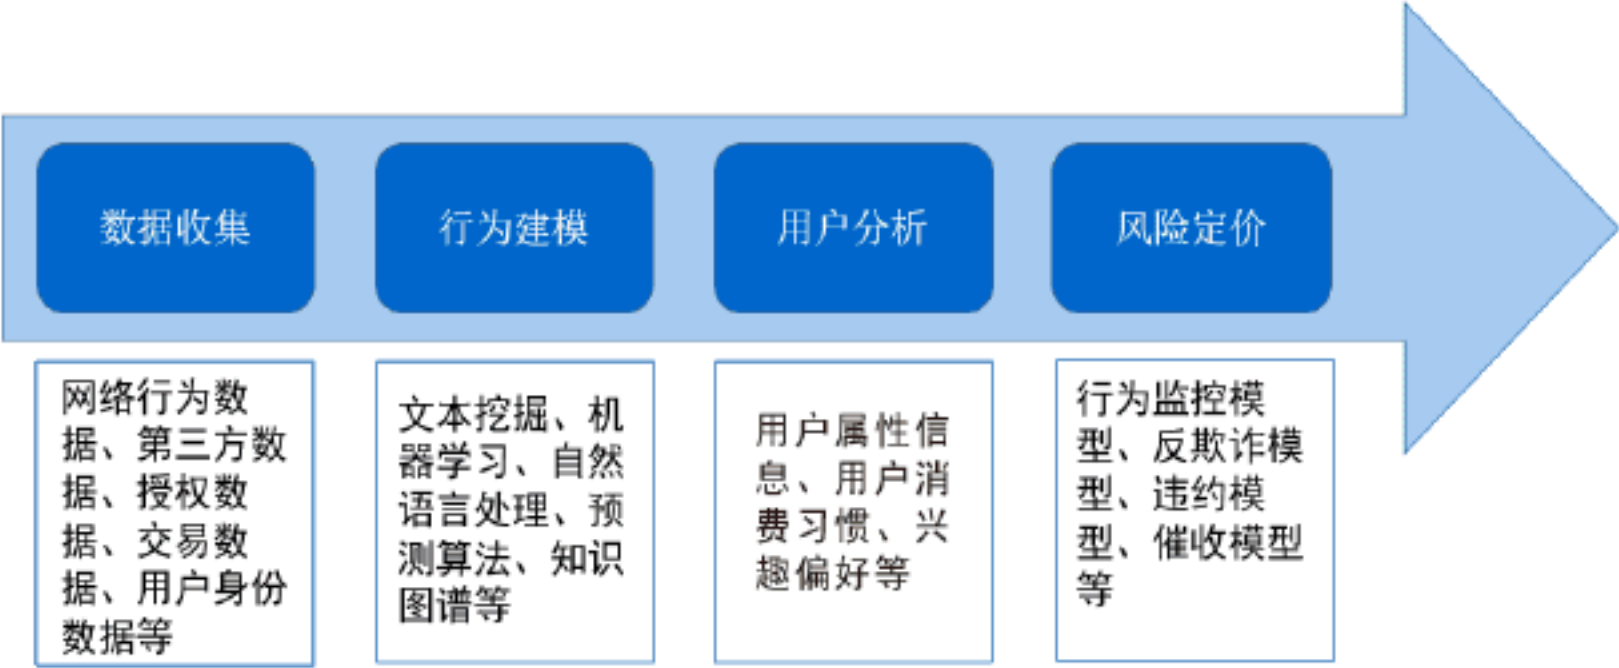 数据收集
行为建模
用户分析
风险定价
网络行为数
据、第三方数
据、授权数
据、交易数
据、用户身份
数据等
文本挖掘、机
器学习、自然
语言处理、预
测算法、知识
图谱等
用户属性信
息、用户消
费习惯、兴
趣偏好等
行为监控模
型、反欺诈模
型、违约模
型、催收模型
等